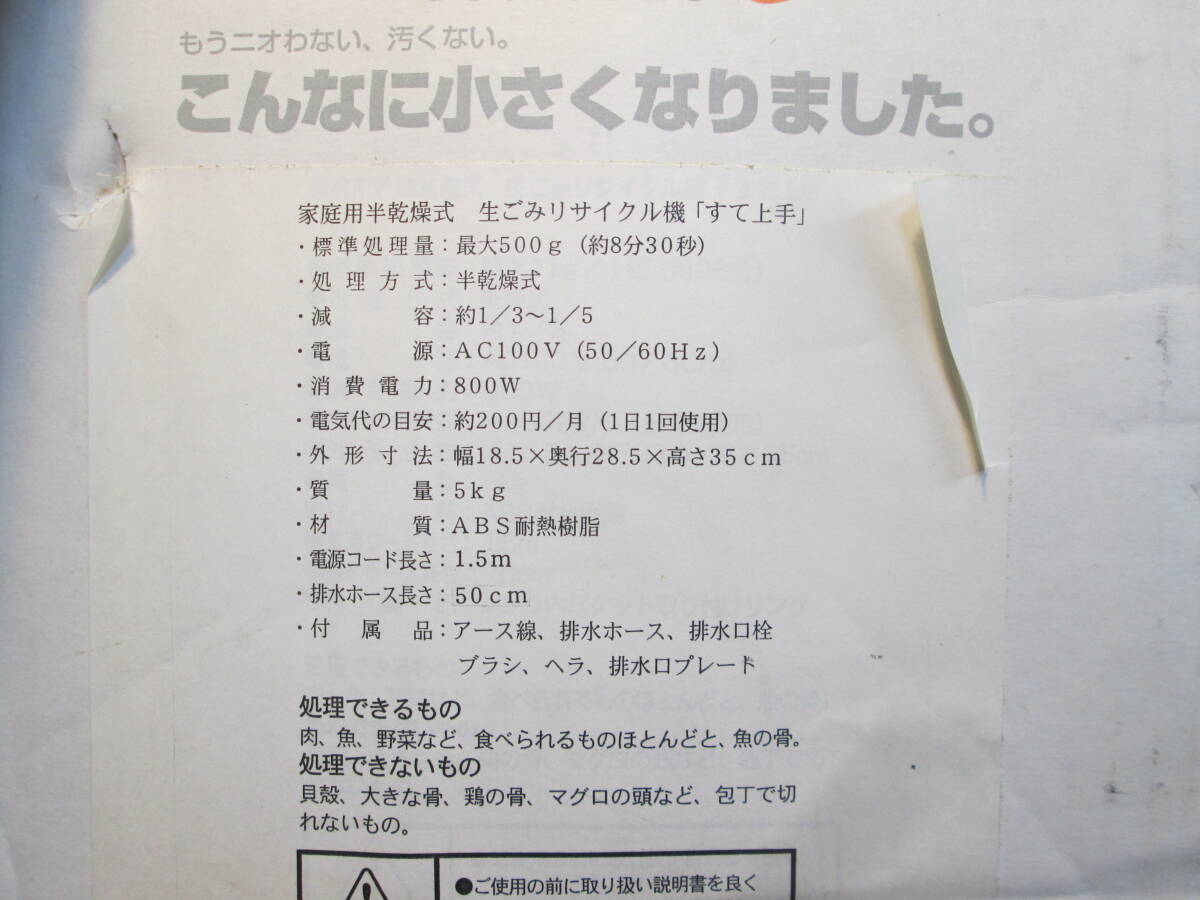 もうニオわない、汚くない。
こんなに小さくなりました。
家庭用半乾燥式 生ごみリサイクル機「すて上手」
・標準処理量：最大500ｇ（約8分30秒）
・処理方式：半乾燥式
・減容：約1／3〜1／5
・電源：ＡＣ100Ｖ（50／60Ｈｚ）
・消費電力：800Ｗ
・電気代の目安：約200円／月（1日1回使用）
・外形寸法：幅18.5×奥行28.5×高さ35ｃｍ
・質量：5ｋｇ
・材質：ＡＢＳ耐熱樹脂
・電源コード長さ：1.5ｍ
・排水ホース長さ：50ｃｍ
・付属品：アース線、排水ホース、排水口栓
ブラシ、ヘラ、排水口プレード
処理できるもの
肉、魚、野菜など、食べられるものほとんどと、魚の骨。
処理できないもの
貝殻、大きな骨、鶏の骨、マグロの頭など、包丁で切
れないもの。
●ご使用の前に取り扱い説明書を良く